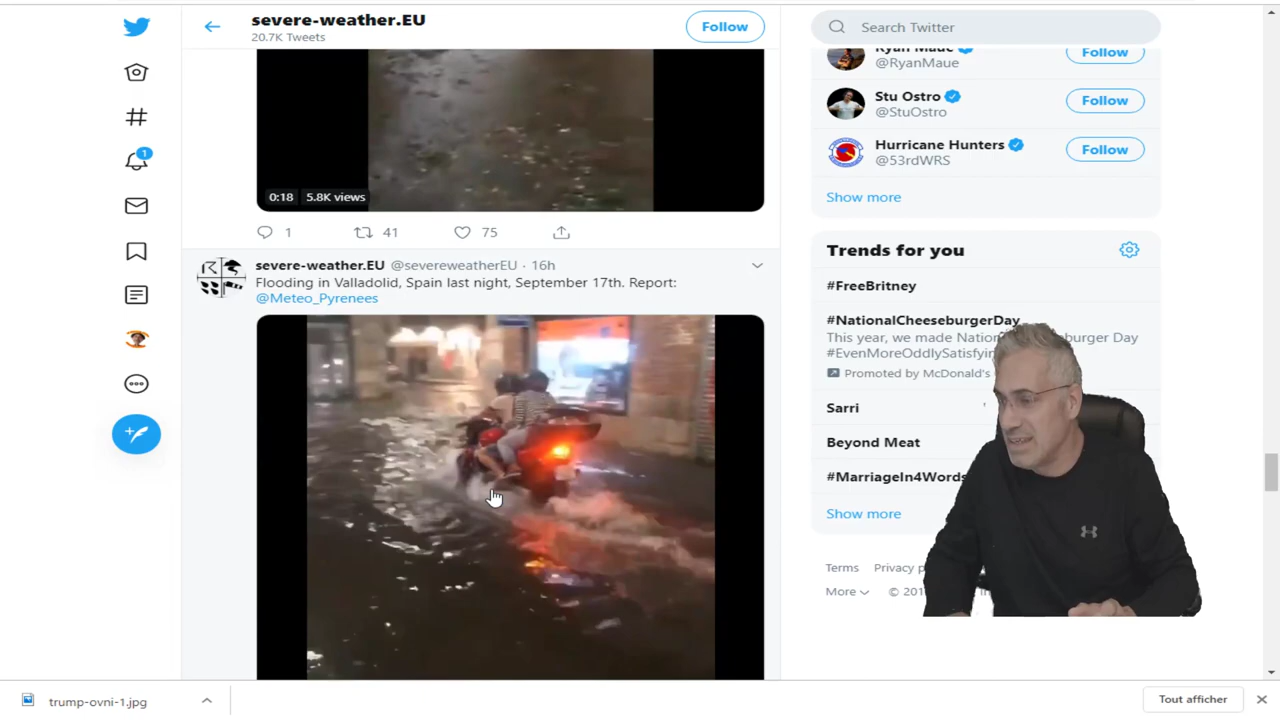 severe-weather.EU
20.7K Tweets
Follow
0:18
5.8K views
1
41
75
severe-weather.EU @severeweatherEU · 16h
Flooding in Valladolid, Spain last night, September 17th. Report:
@Meteo_Pyrenees
Search Twitter
Ryan Maue
@RyanMaue
Follow
Stu Ostro
@StuOstro
Follow
Hurricane Hunters
@53rdWRS
Follow
Show more
Trends for you
#FreeBritney
#NationalCheeseburgerDay
This year, we made burger Day
Promoted by McDonald's
Sarri
Beyond Meat
#MarriageIn4Words
Show more
Terms Privacy
More ©
1
trump-ovni-1.jpg
Tout afficher